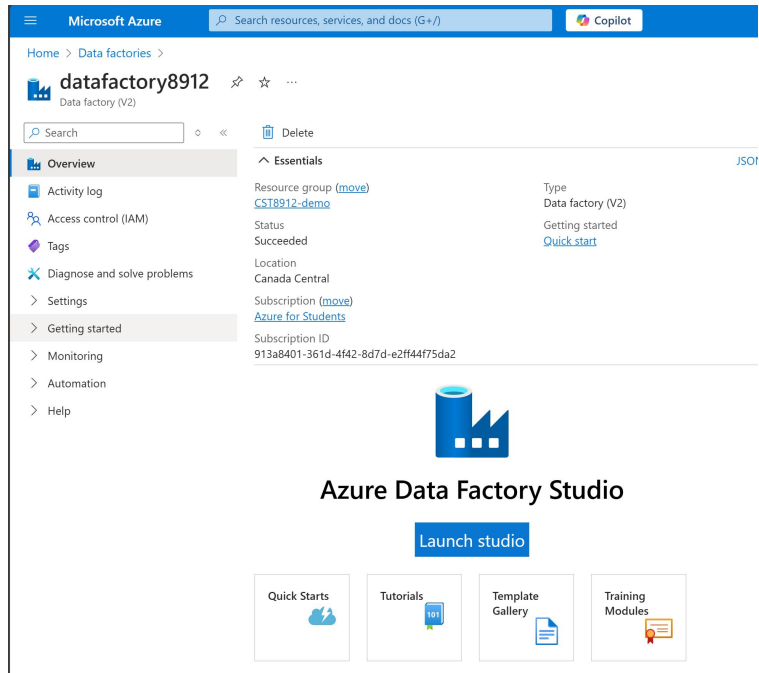 Microsoft Azure
Search resources, services, and docs (G+/)
Copilot
Home > Data factories >
datafactory8912
Data factory (V2)
Search
Delete
Overview
Activity log
Access control (IAM)
Tags
Diagnose and solve problems
Settings
Getting started
Monitoring
Automation
Help
Essentials
JSON
Resource group (move)
CST8912-demo
Status
Succeeded
Location
Canada Central
Subscription (move)
Azure for Students
Subscription ID
913a8401-361d-4f42-8d7d-e2ff44f75da2
Type
Data factory (V2)
Getting started
Quick start
Azure Data Factory Studio
Launch studio
Quick Starts
Tutorials
101
Template
Gallery
Training
Modules